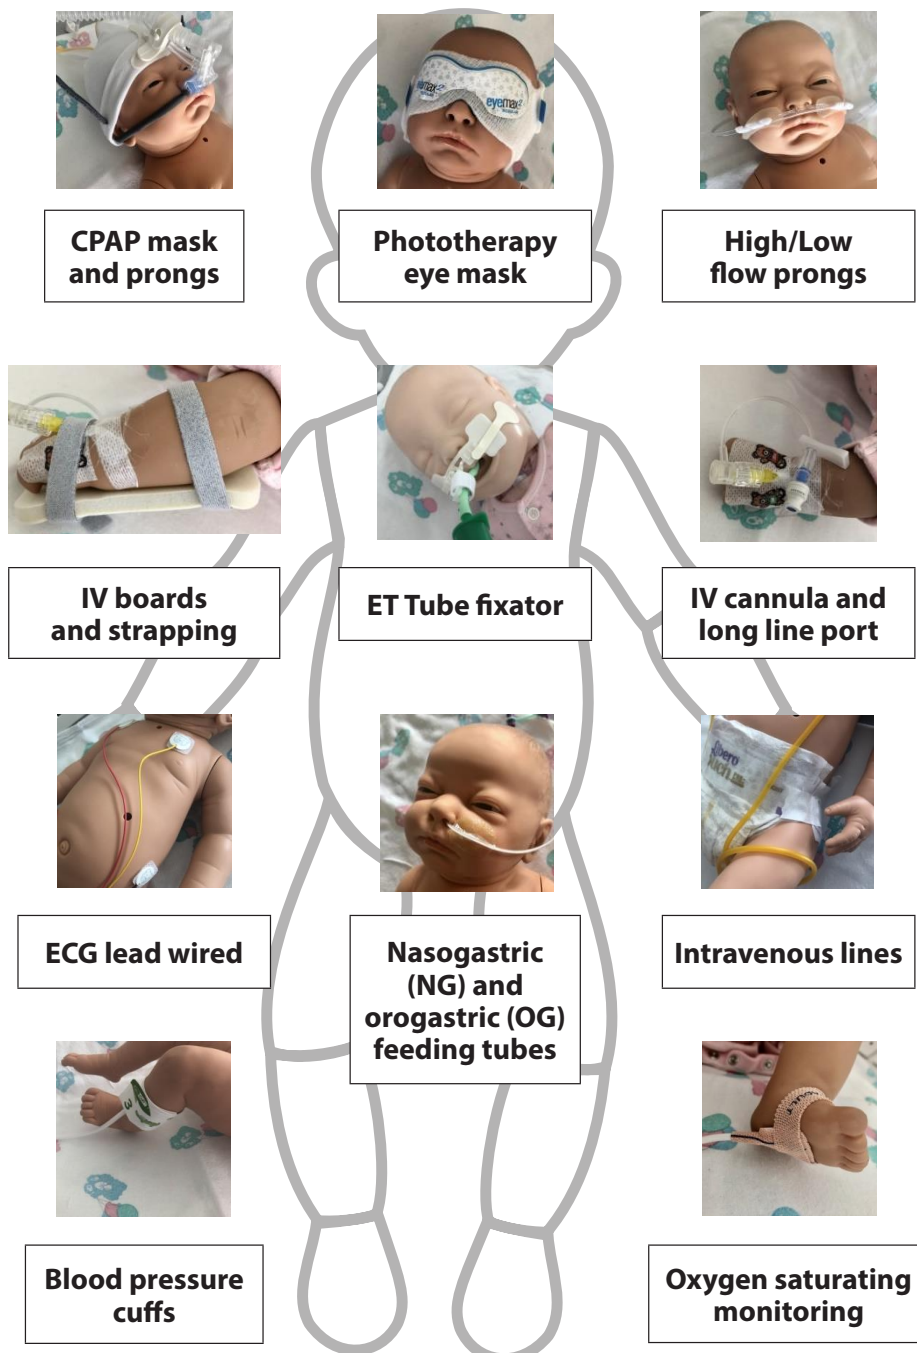 eyemax2
CPAP mask
and prongs
Phototherapy
eye mask
High/Low
flow prongs
IV boards
and strapping
ET Tube fixator
IV cannula and
long line port
ECG lead wired
Nasogastric
(NG) and
orogastric (OG)
feeding tubes
Intravenous lines
3
Blood pressure
cuffs
Oxygen saturating
monitoring